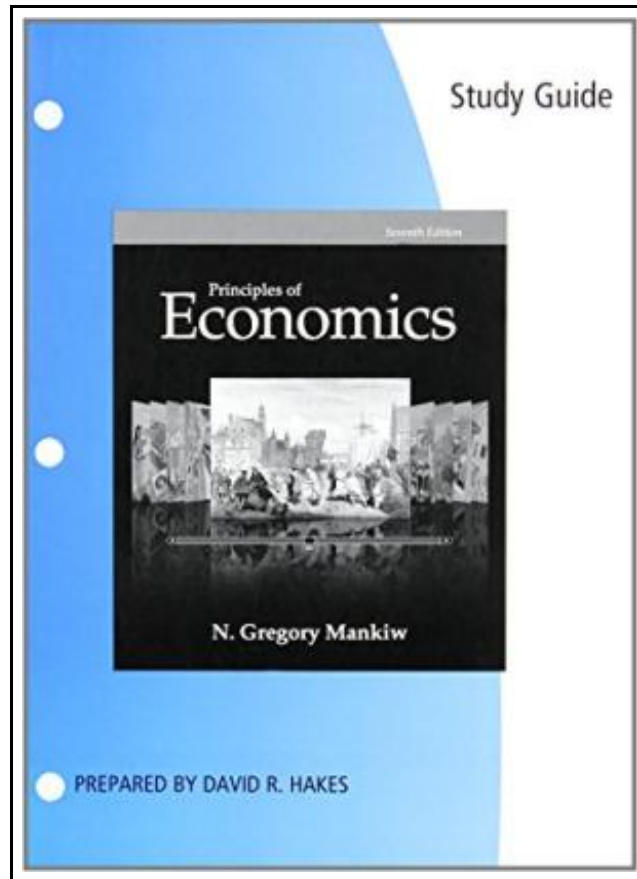 Study Guide
Seventh Edition
Principles of
Economics
N. Gregory Mankiw
PREPARED BY DAVID R. HAKES